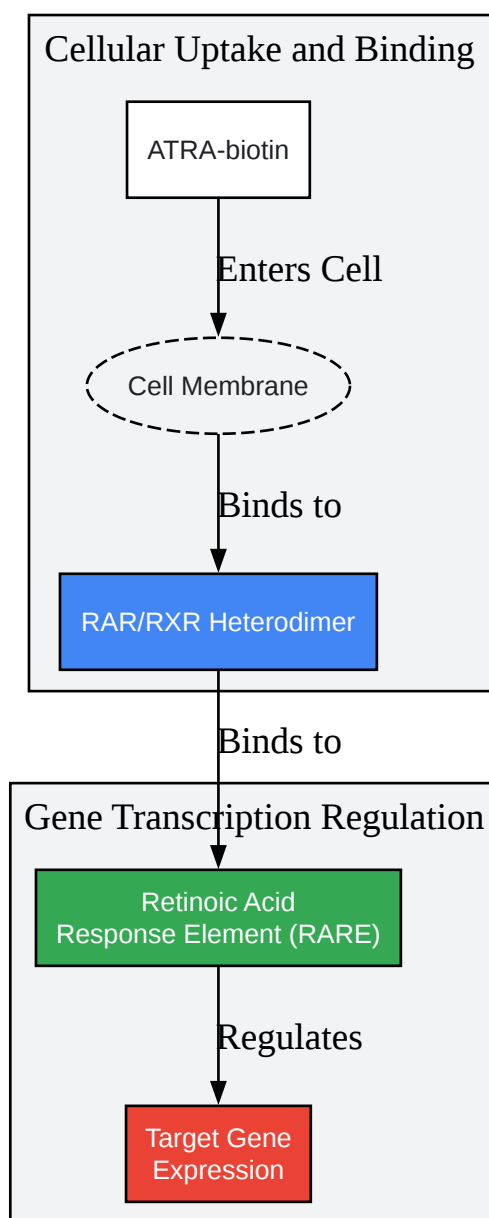 Cellular Uptake and Binding
ATRA-biotin
Enters Cell
Cell Membrane
Binds to
RAR/RXR Heterodimer
Binds to
Gene Transcription Regulation
Retinoic Acid
Response Element (RARE)
Regulates
Target Gene
Expression